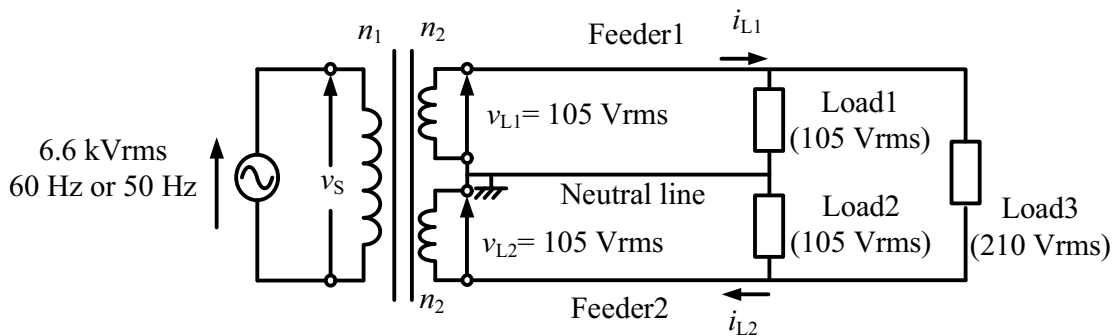 n1
n2
Feeder1
iL1
vL1= 105 Vrms
Load1
(105 Vrms)
6.6 kVrms
60 Hz or 50 Hz
vS
Neutral line
Load2
(105 Vrms)
Load3
(210 Vrms)
vL2= 105 Vrms
n2
Feeder2
iL2